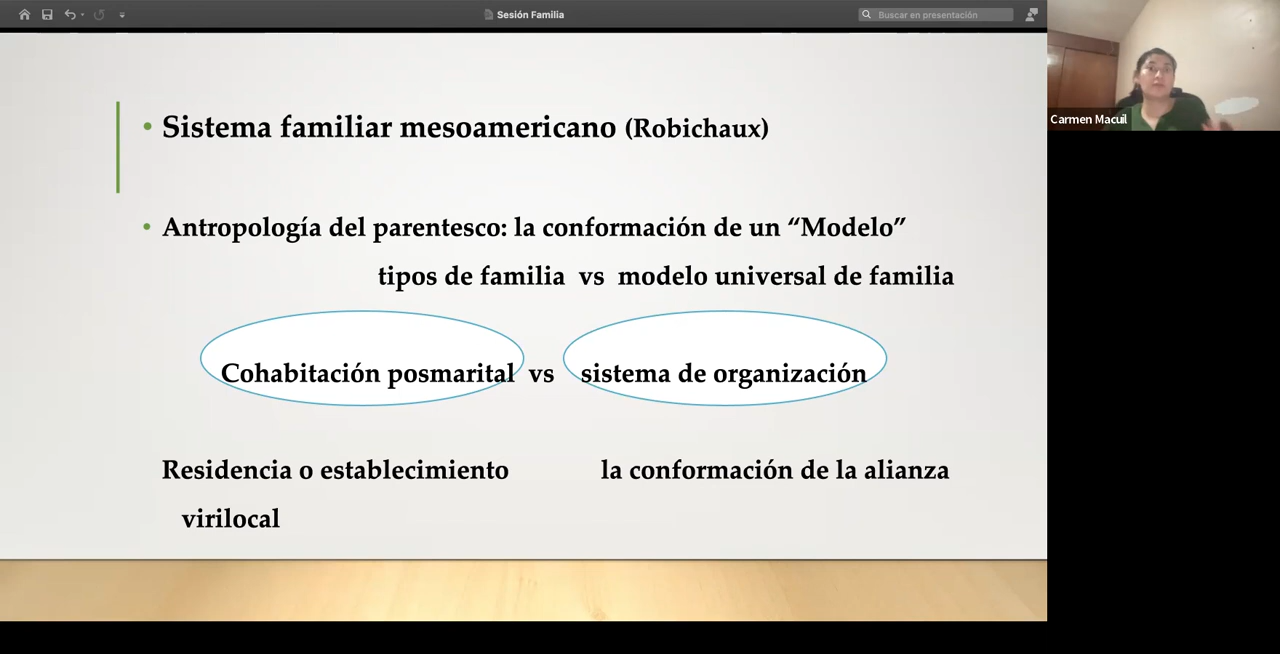 Sesión Familia
Buscar en presentación
• Sistema familiar mesoamericano (Robichaux)
• Antropología del parentesco: la conformación de un “Modelo”
tipos de familia vs modelo universal de familia
Cohabitación posmarital vs sistema de organización
Residencia o establecimiento la conformación de la alianza
virilocal
Carmen Macuil